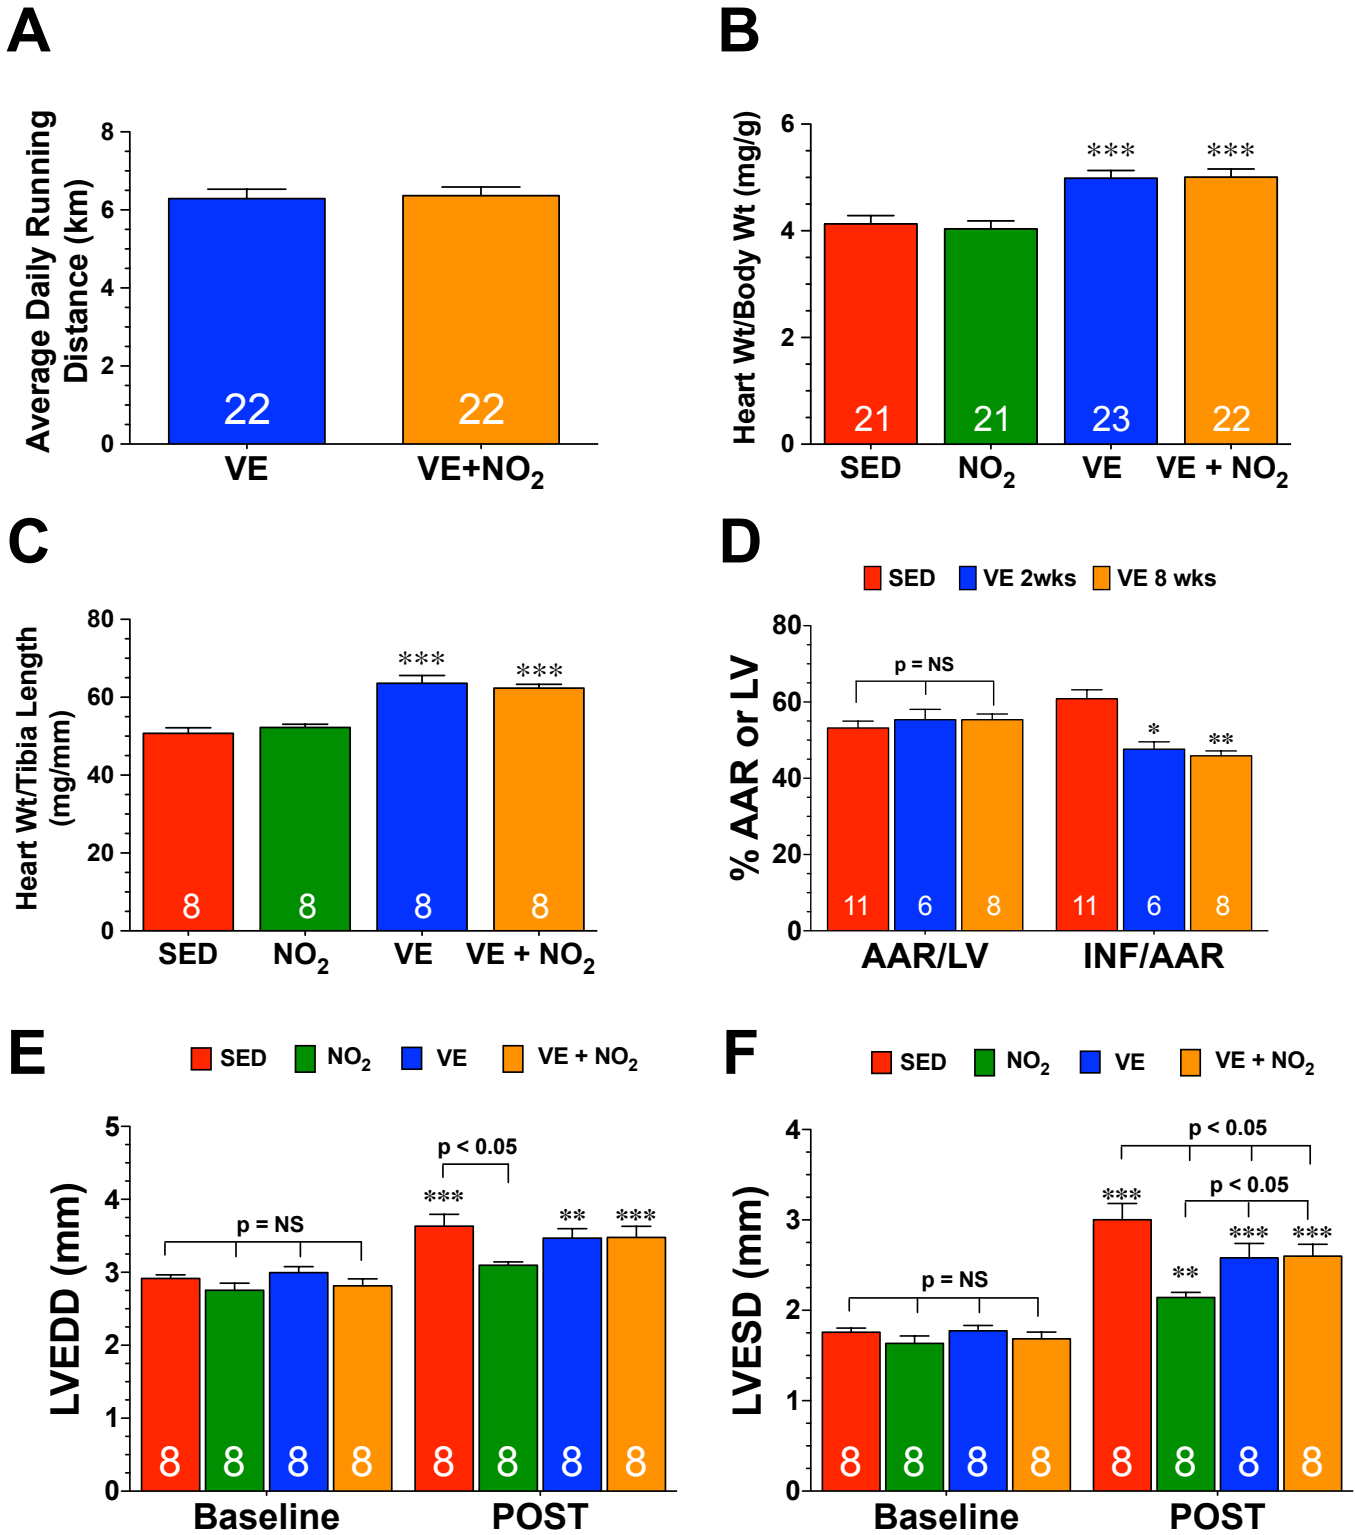 A
Average Daily Running
Distance (km)
8
6
4
2
0
22
22
VE
VE+NO2
B
Heart Wt/Body Wt (mg/g)
6
4
2
0
***
***
21
21
23
22
SED
NO2
VE
VE + NO2
C
Heart Wt/Tibia Length
(mg/mm)
80
60
40
20
0
***
***
8
8
8
8
SED
NO2
VE
VE + NO2
D
SED
VE 2wks
VE 8 wks
% AAR or LV
80
60
40
20
0
p = NS
*
**
11
6
8
11
6
8
AAR/LV
INF/AAR
E
SED
NO2
VE
VE + NO2
LVEDD (mm)
5
4
3
2
1
0
p = NS
p < 0.05
***
**
***
8
8
8
8
8
8
8
8
Baseline
POST
F
SED
NO2
VE
VE + NO2
LVESD (mm)
4
3
2
1
0
p = NS
p < 0.05
p < 0.05
***
**
***
***
8
8
8
8
8
8
8
8
Baseline
POST